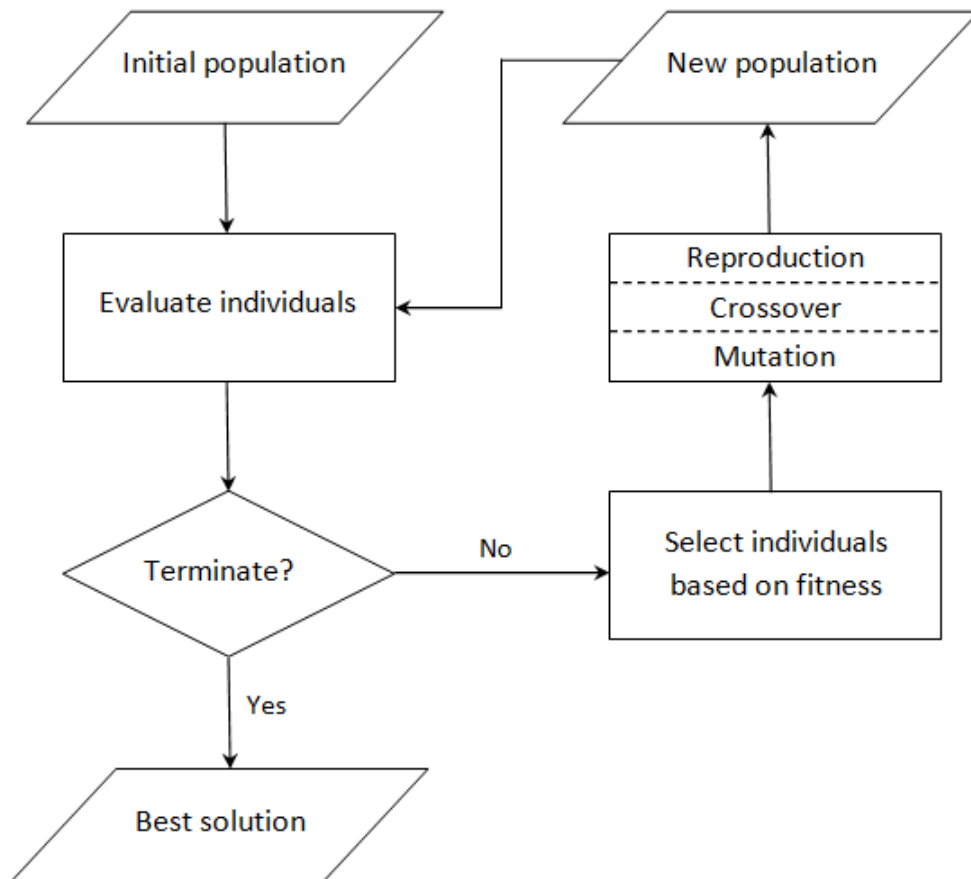 Initial population
New population
Evaluate individuals
Reproduction
Crossover
Mutation
Terminate?
No
Select individuals
based on fitness
Yes
Best solution